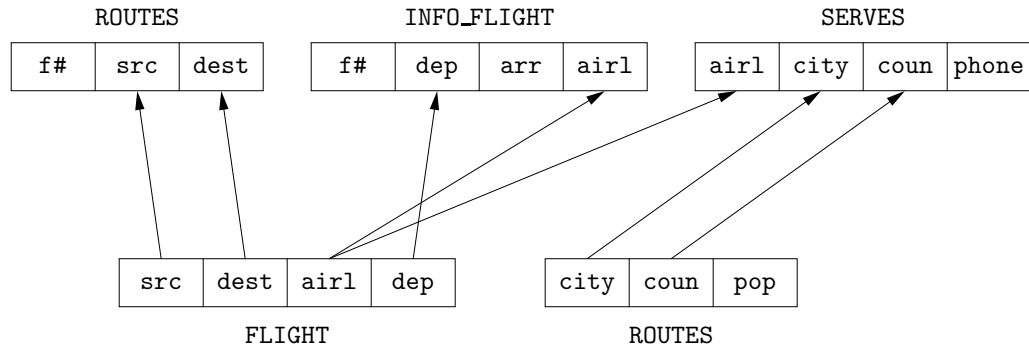 ROUTES INFO_FLIGHT SERVES
f# src dest f# dep arr airl airl city coun phone
src dest airl dep city coun pop
FLIGHT ROUTES